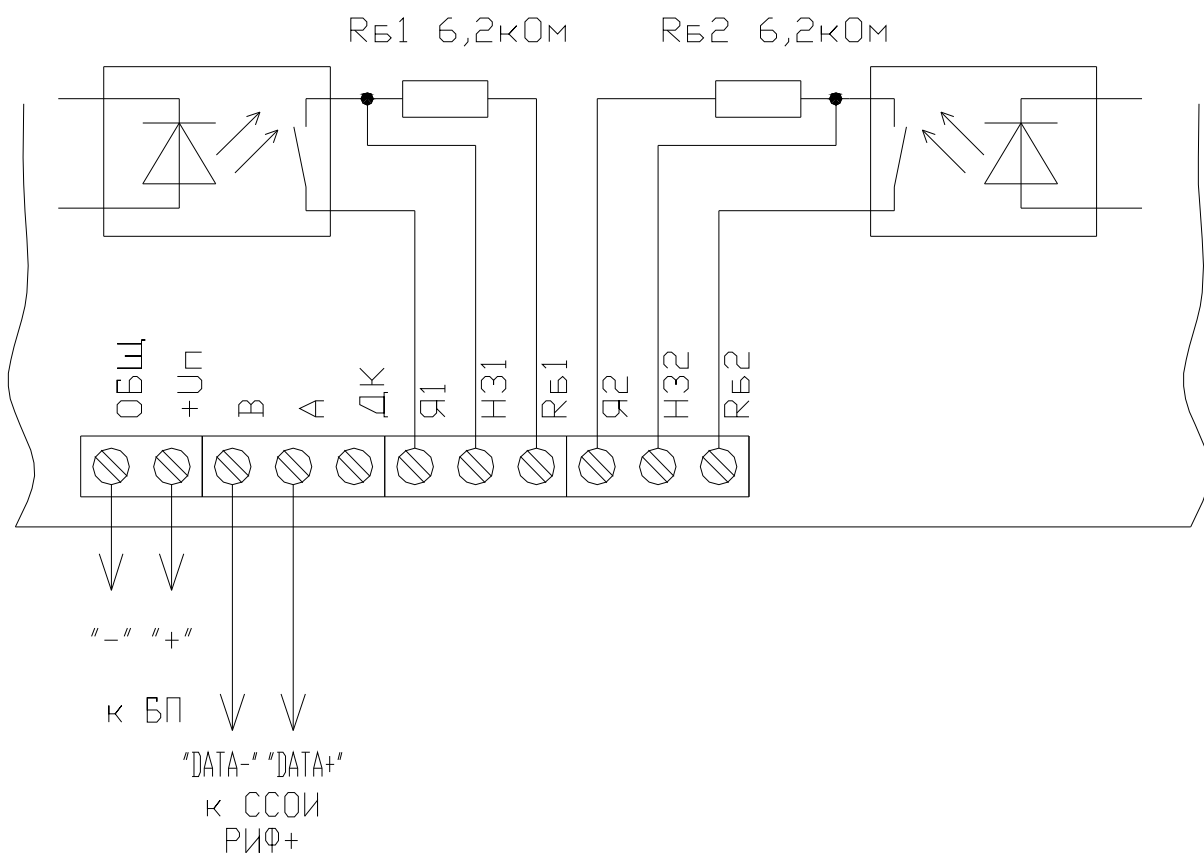 RБ1 6,2кОм RБ2 6,2кОм
ОБЩ
+Uп
В
А
ДК
Я1
НЗ1
RБ1
Я2
НЗ2
RБ2
"-" "+"
к БП
"DATA-" "DATA+"
к ССОИ
РИФ+